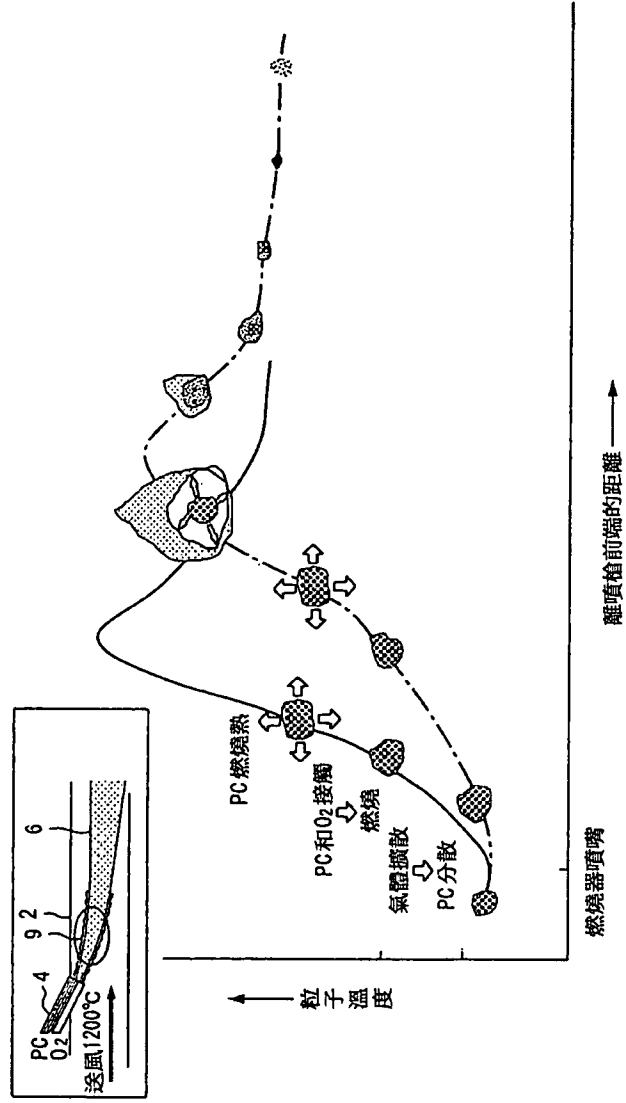 PC
O₂
4
9
2
6
送風1200℃
PC燃燒熱
PC和O₂接觸
燃燒
氣體擴散
PC分散
粒子溫度
燃燒器噴嘴
離噴槍前端的距離